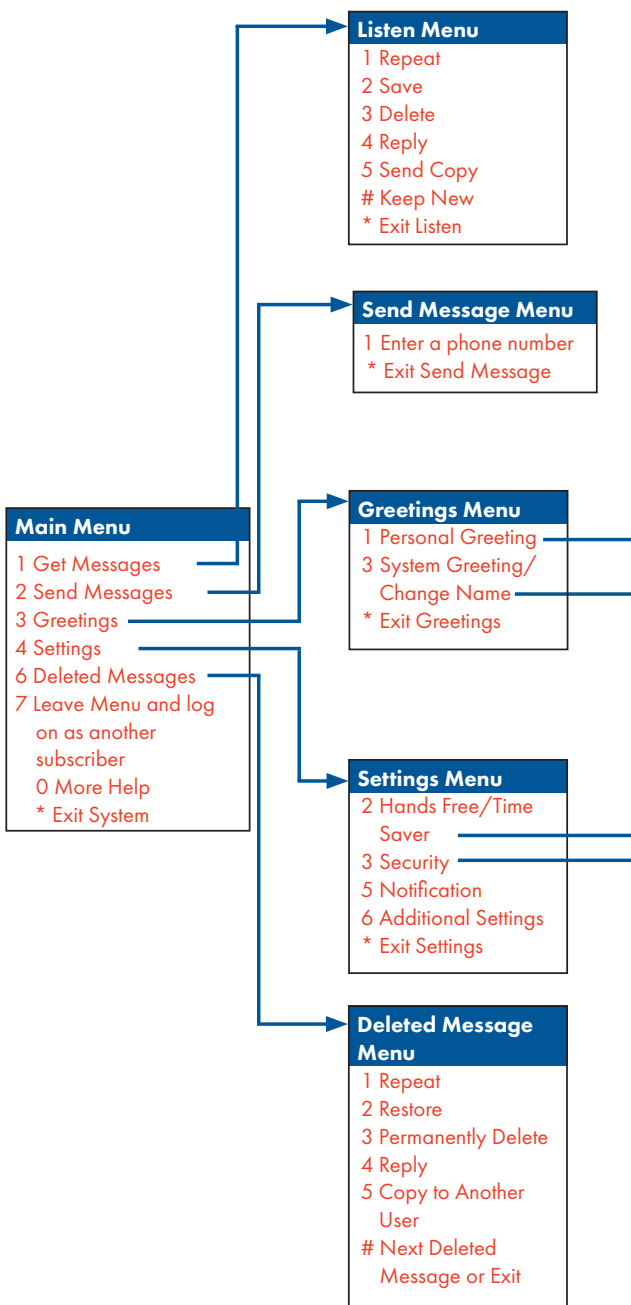 Main Menu
1 Get Messages
2 Send Messages
3 Greetings
4 Settings
6 Deleted Messages
7 Leave Menu and log
on as another
subscriber
0 More Help
* Exit System
Listen Menu
1 Repeat
2 Save
3 Delete
4 Reply
5 Send Copy
# Keep New
* Exit Listen
Send Message Menu
1 Enter a phone number
* Exit Send Message
Greetings Menu
1 Personal Greeting
3 System Greeting/
Change Name
* Exit Greetings
Settings Menu
2 Hands Free/Time
Saver
3 Security
5 Notification
6 Additional Settings
* Exit Settings
Deleted Message
Menu
1 Repeat
2 Restore
3 Permanently Delete
4 Reply
5 Copy to Another
User
# Next Deleted
Message or Exit